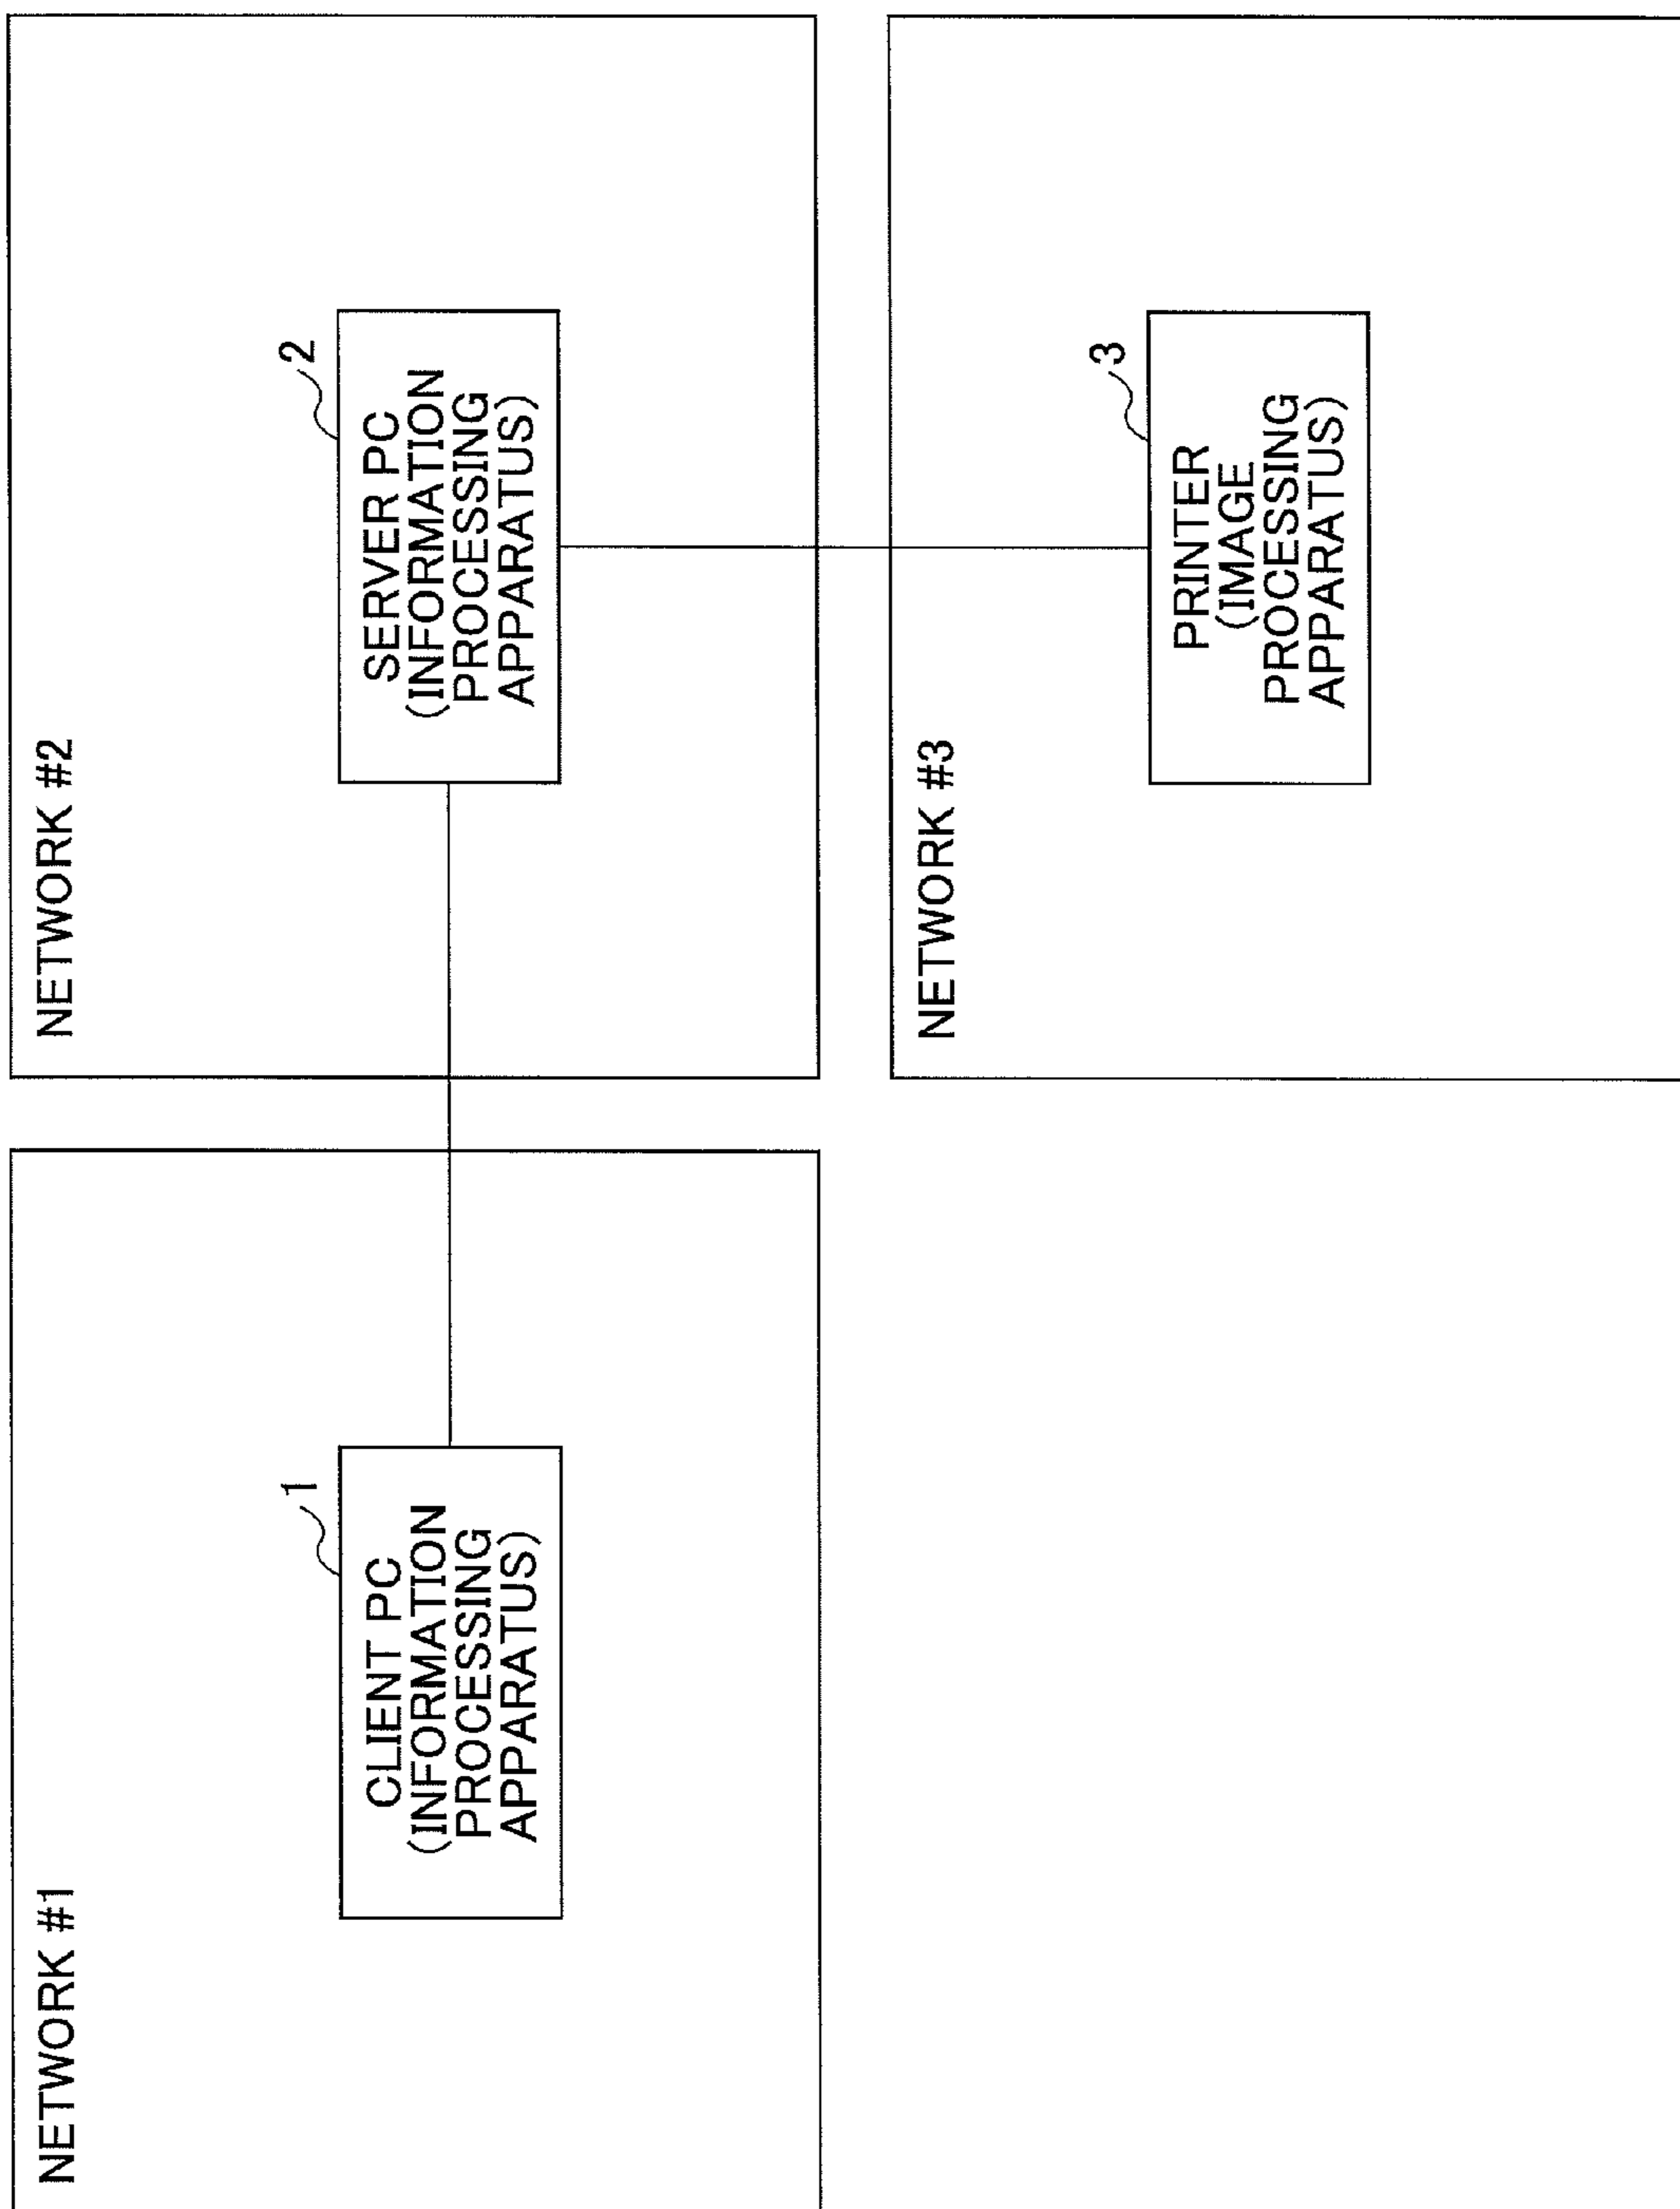 NETWORK #1
1
CLIENT PC
(INFORMATION
PROCESSING
APPARATUS)
NETWORK #2
2
SERVER PC
(INFORMATION
PROCESSING
APPARATUS)
NETWORK #3
3
PRINTER
(IMAGE
PROCESSING
APPARATUS)